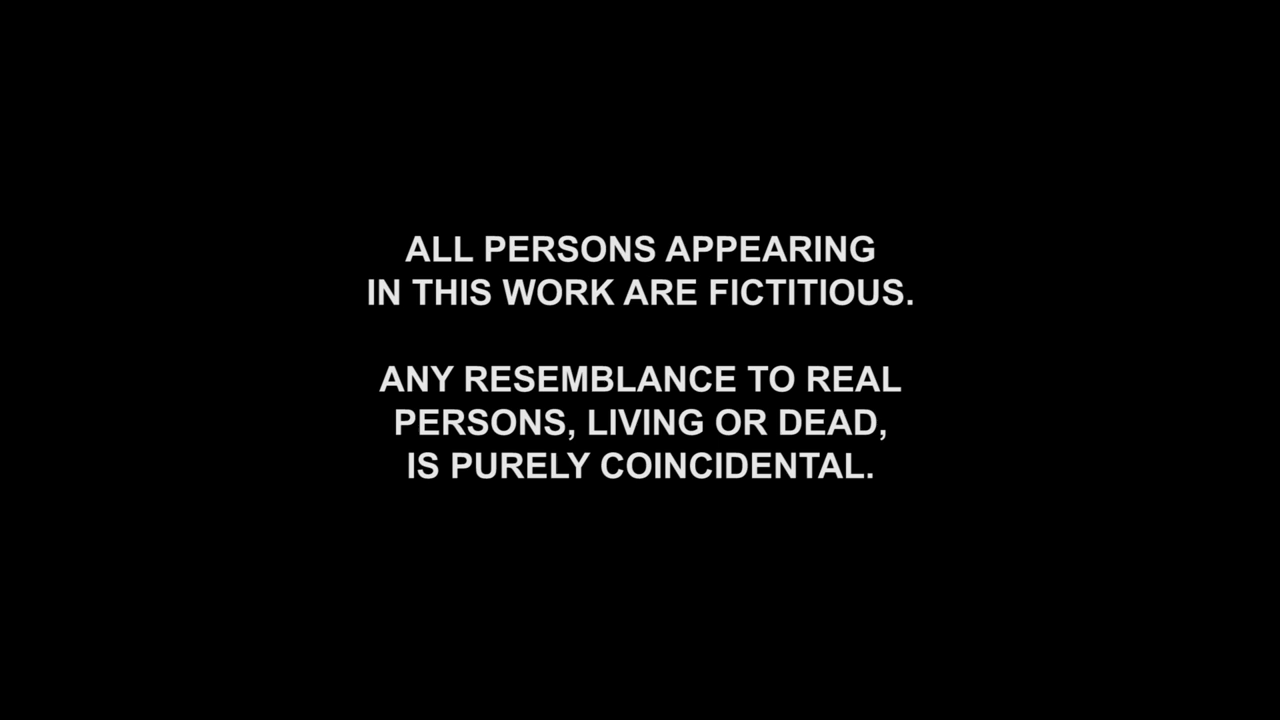 ALL PERSONS APPEARING
IN THIS WORK ARE FICTITIOUS.
ANY RESEMBLANCE TO REAL
PERSONS, LIVING OR DEAD,
IS PURELY COINCIDENTAL.